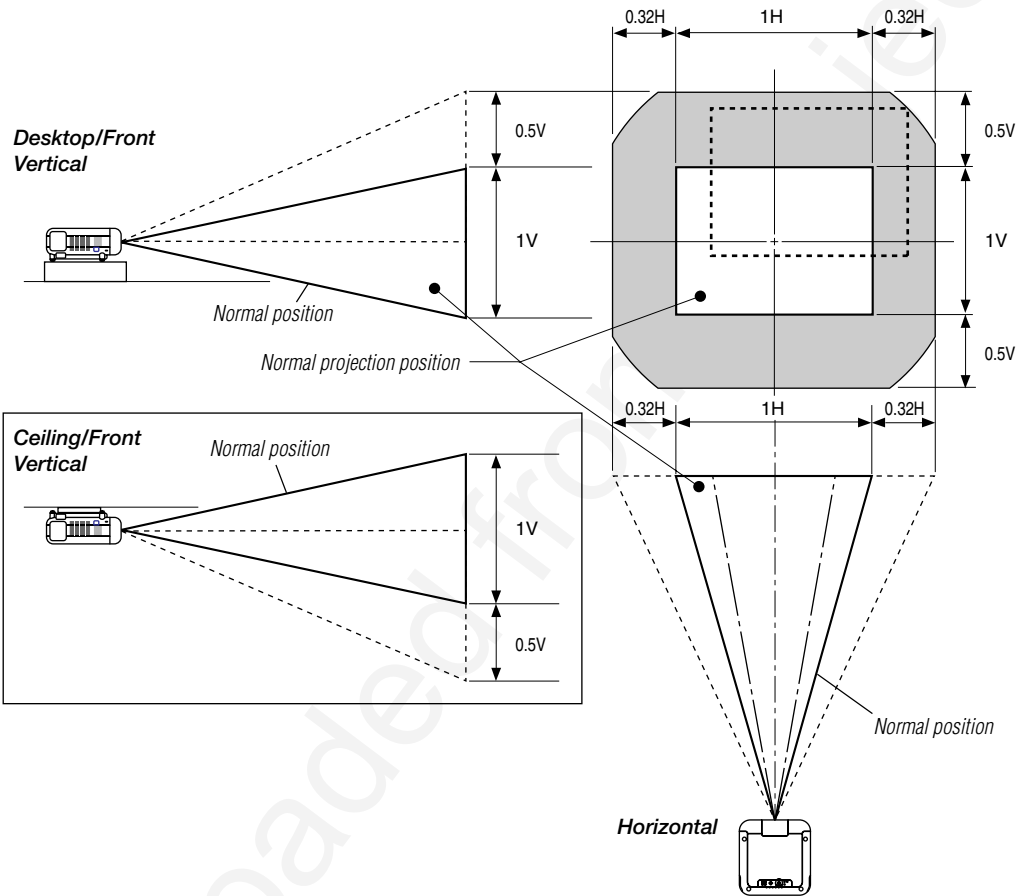 0.32H 1H 0.32H
Desktop/Front
Vertical
0.5V
0.5V
1V
1V
Normal position
Normal projection position
0.5V
0.32H 1H 0.32H
Ceiling/Front
Vertical
Normal position
1V
0.5V
Normal position
Horizontal